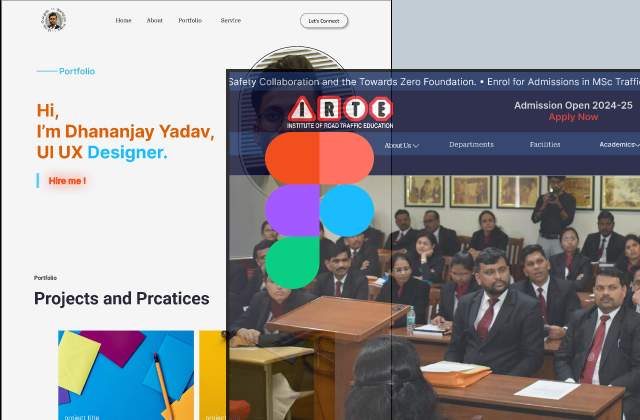 Home About Portfolio Service
Let's Connect
Portfolio
Hi,
I'm Dhananjay Yadav,
UI UX Designer.
Hire me !
Portfolio
Projects and Prcatices
project title
project
Safety Collaboration and the Towards Zero Foundation. • Enrol for Admissions in MSc Traffic
IRTE
INSTITUTE OF ROAD TRAFFIC EDUCATION
Admission Open 2024-25
Apply Now
About Us Departments Facilities Academics